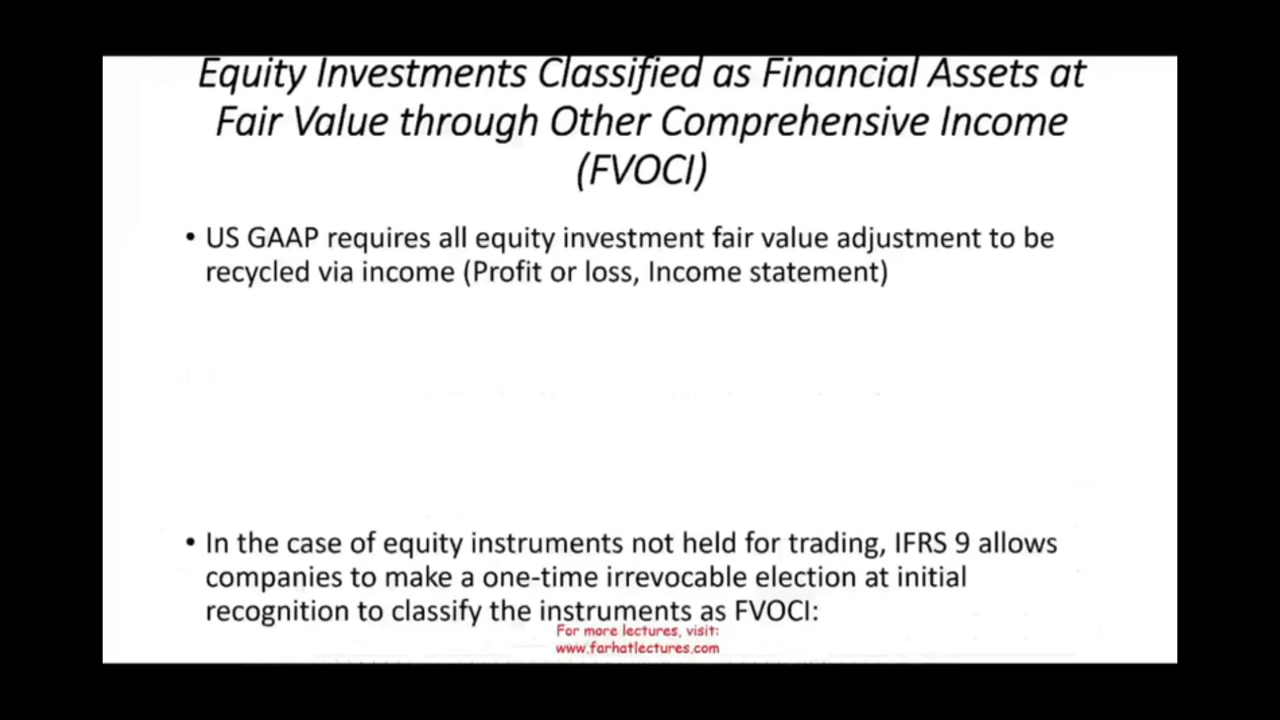 Equity Investments Classified as Financial Assets at
Fair Value through Other Comprehensive Income
(FVOCI)
• US GAAP requires all equity investment fair value adjustment to be
recycled via income (Profit or loss, Income statement)
• In the case of equity instruments not held for trading, IFRS 9 allows
companies to make a one-time irrevocable election at initial
recognition to classify the instruments as FVOCI:
For more lectures, visit:
www.farhatlectures.com